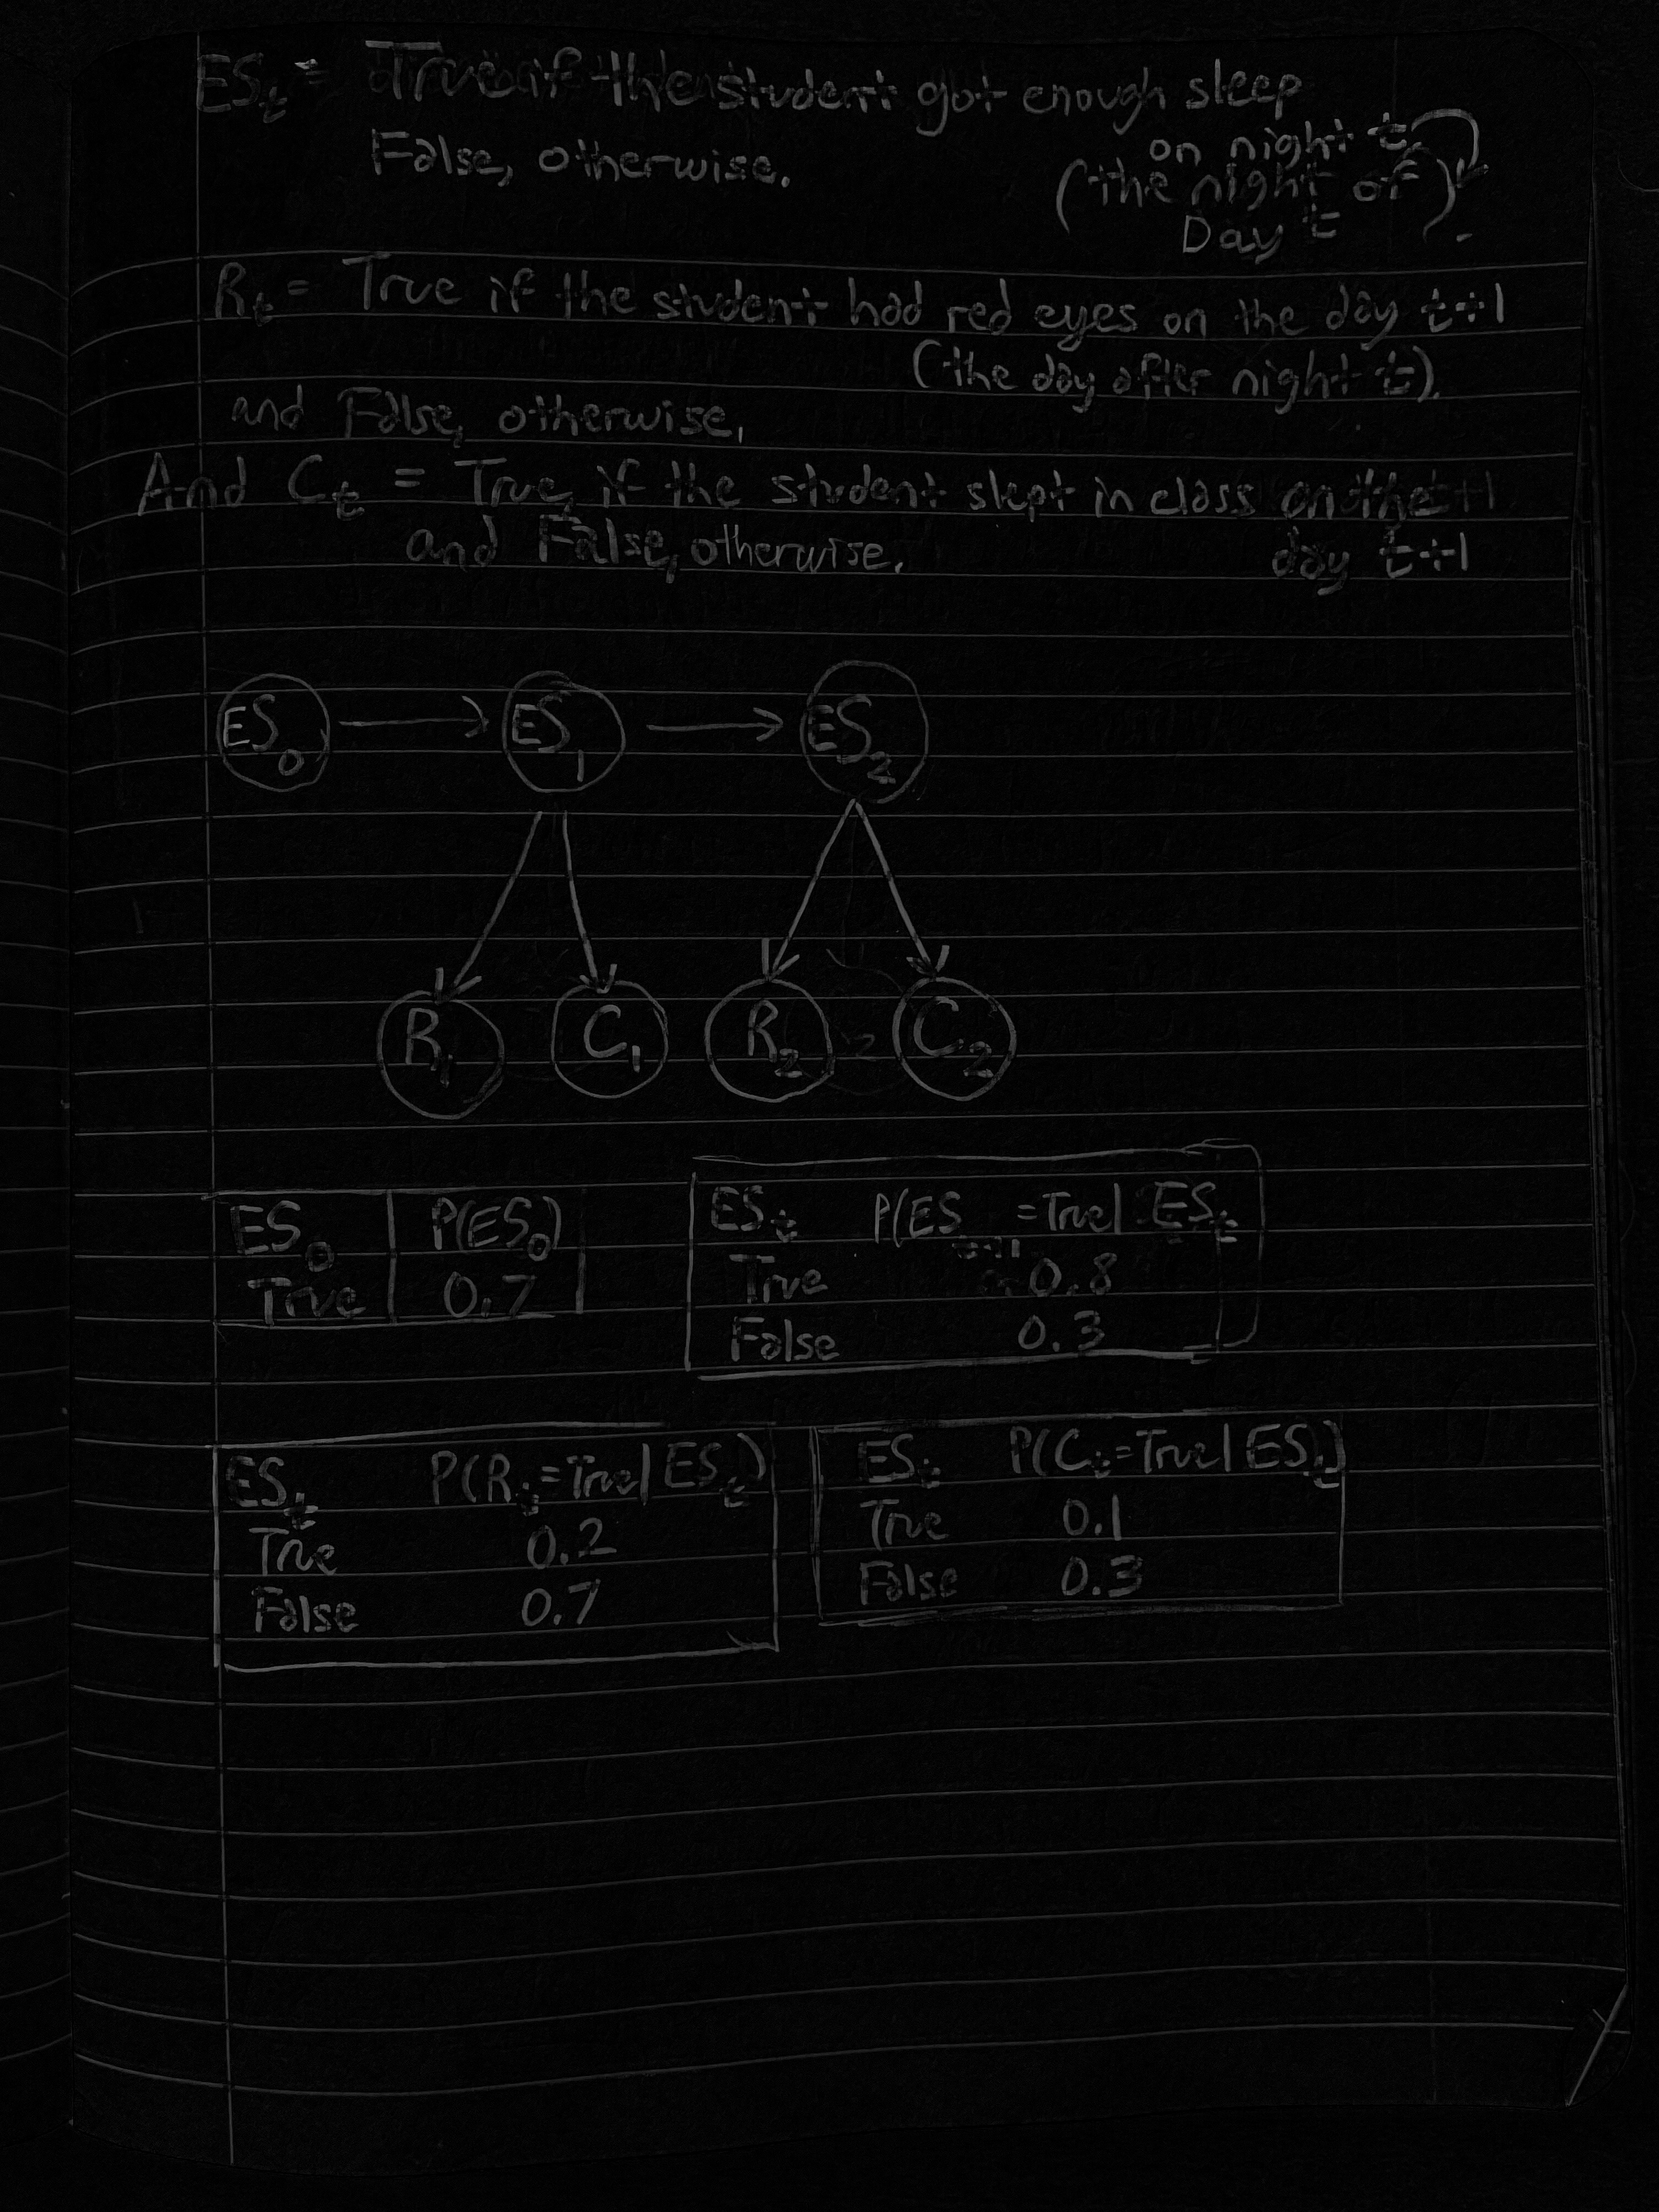 ES_t = True if the student got enough sleep
on night t
False, otherwise. (the night of
Day t).
R_t = True if the student had red eyes on the day t+1
(the day after night t).
and False, otherwise.
And C_t = True, if the student slept in class on the t+1
and False, otherwise. day t+1
ES_0 ES_1 ES_2
R_1 C_1 R_2 C_2
ES_0 P(ES_0)
True 0.7
ES_t P(ES_t+1 =True| ES_t
True 0.8
False 0.3
ES_t P(R_t=True| ES_t)
True 0.2
False 0.7
ES_t P(C_t=True| ES_t)
True 0.1
False 0.3